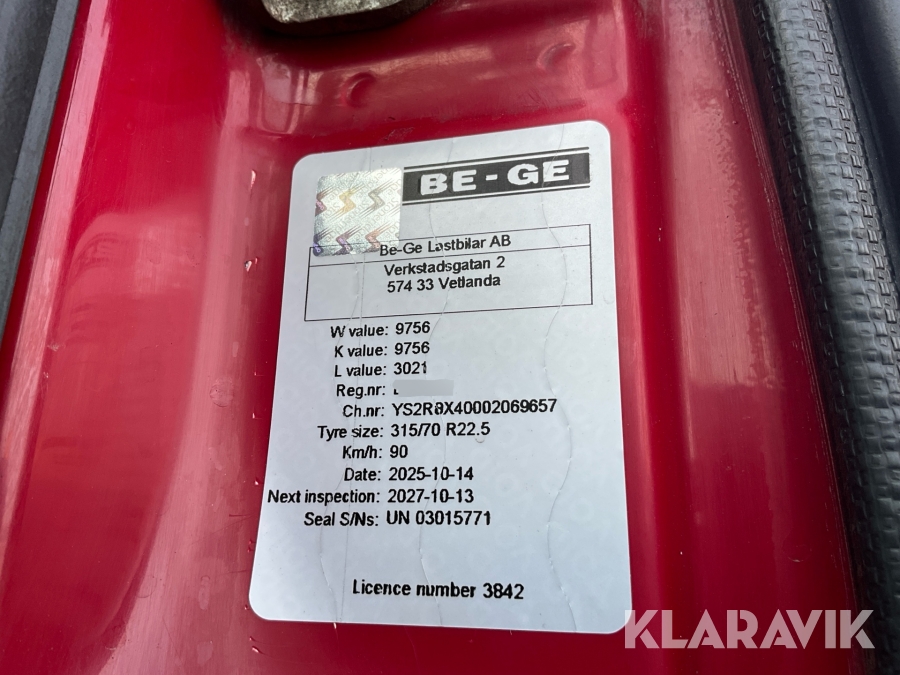 BE-GE
Be-Ge Lastbilar AB
Verkstadsgatan 2
574 33 Vetlanda
W value: 9756
K value: 9756
L value: 3021
Reg.nr:
Ch.nr: YS2R8X40002069657
Tyre size: 315/70 R22.5
Km/h: 90
Date: 2025-10-14
Next inspection: 2027-10-13
Seal S/Ns: UN 03015771
Licence number 3842
KLARAVIK